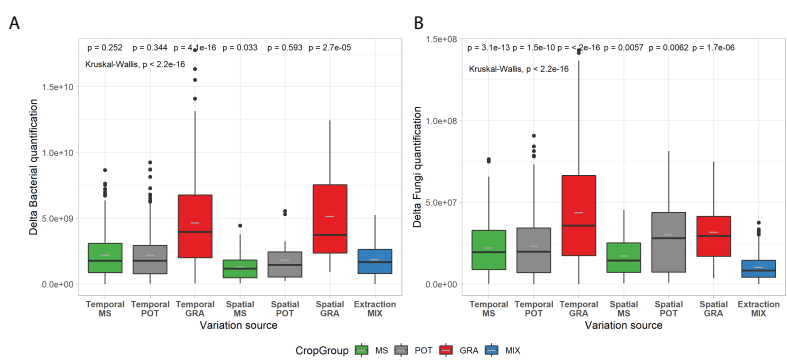 A
p = 0.252 p = 0.344 p = 4.1e-16 p = 0.033 p = 0.593 p = 2.7e-05
Kruskal-Wallis, p < 2.2e-16
1.5e+10
1.0e+10
5.0e+09
0.0e+00
Delta Bacterial quantification
Temporal MS
Temporal POT
Temporal GRA
Spatial MS
Spatial POT
Spatial GRA
Extraction MIX
Variation source
B
p = 3.1e-13 p = 1.5e-10 p = < 2e-16 p = 0.0057 p = 0.0062 p = 1.7e-06
Kruskal-Wallis, p < 2.2e-16
1.5e+08
1.0e+08
5.0e+07
0.0e+00
Delta Fungi quantification
Temporal MS
Temporal POT
Temporal GRA
Spatial MS
Spatial POT
Spatial GRA
Extraction MIX
Variation source
CropGroup MS POT GRA MIX